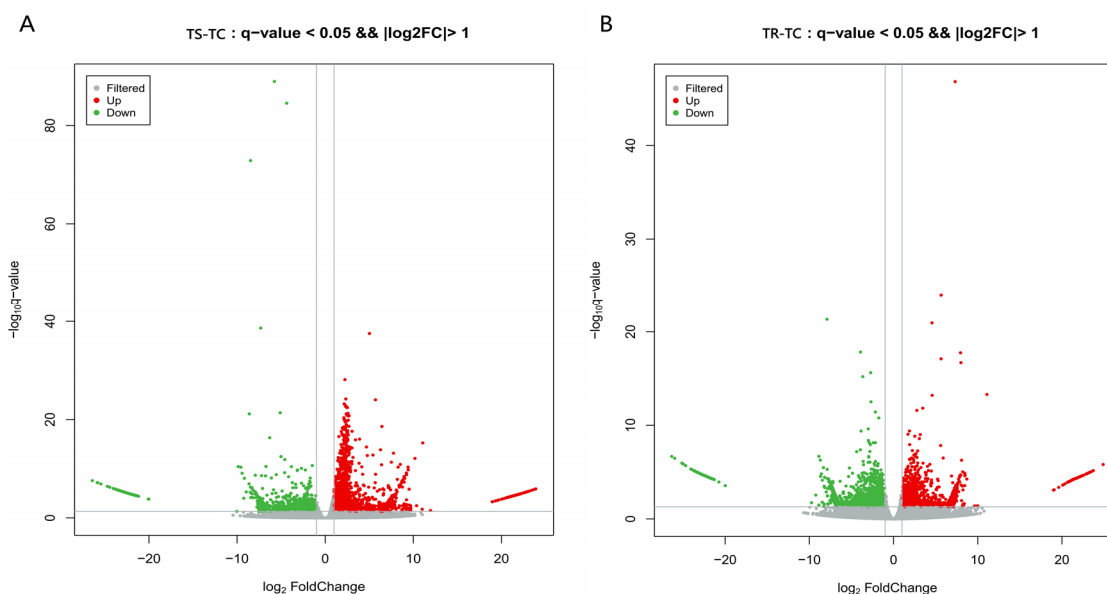 A
TS-TC : q-value < 0.05 && |log2FC|> 1
Filtered
Up
Down
80
60
40
20
0
-log10q-value
-20
-10
0
10
20
log2 FoldChange
B
TR-TC : q-value < 0.05 && |log2FC|> 1
Filtered
Up
Down
40
30
20
10
0
-log10q-value
-20
-10
0
10
20
log2 FoldChange